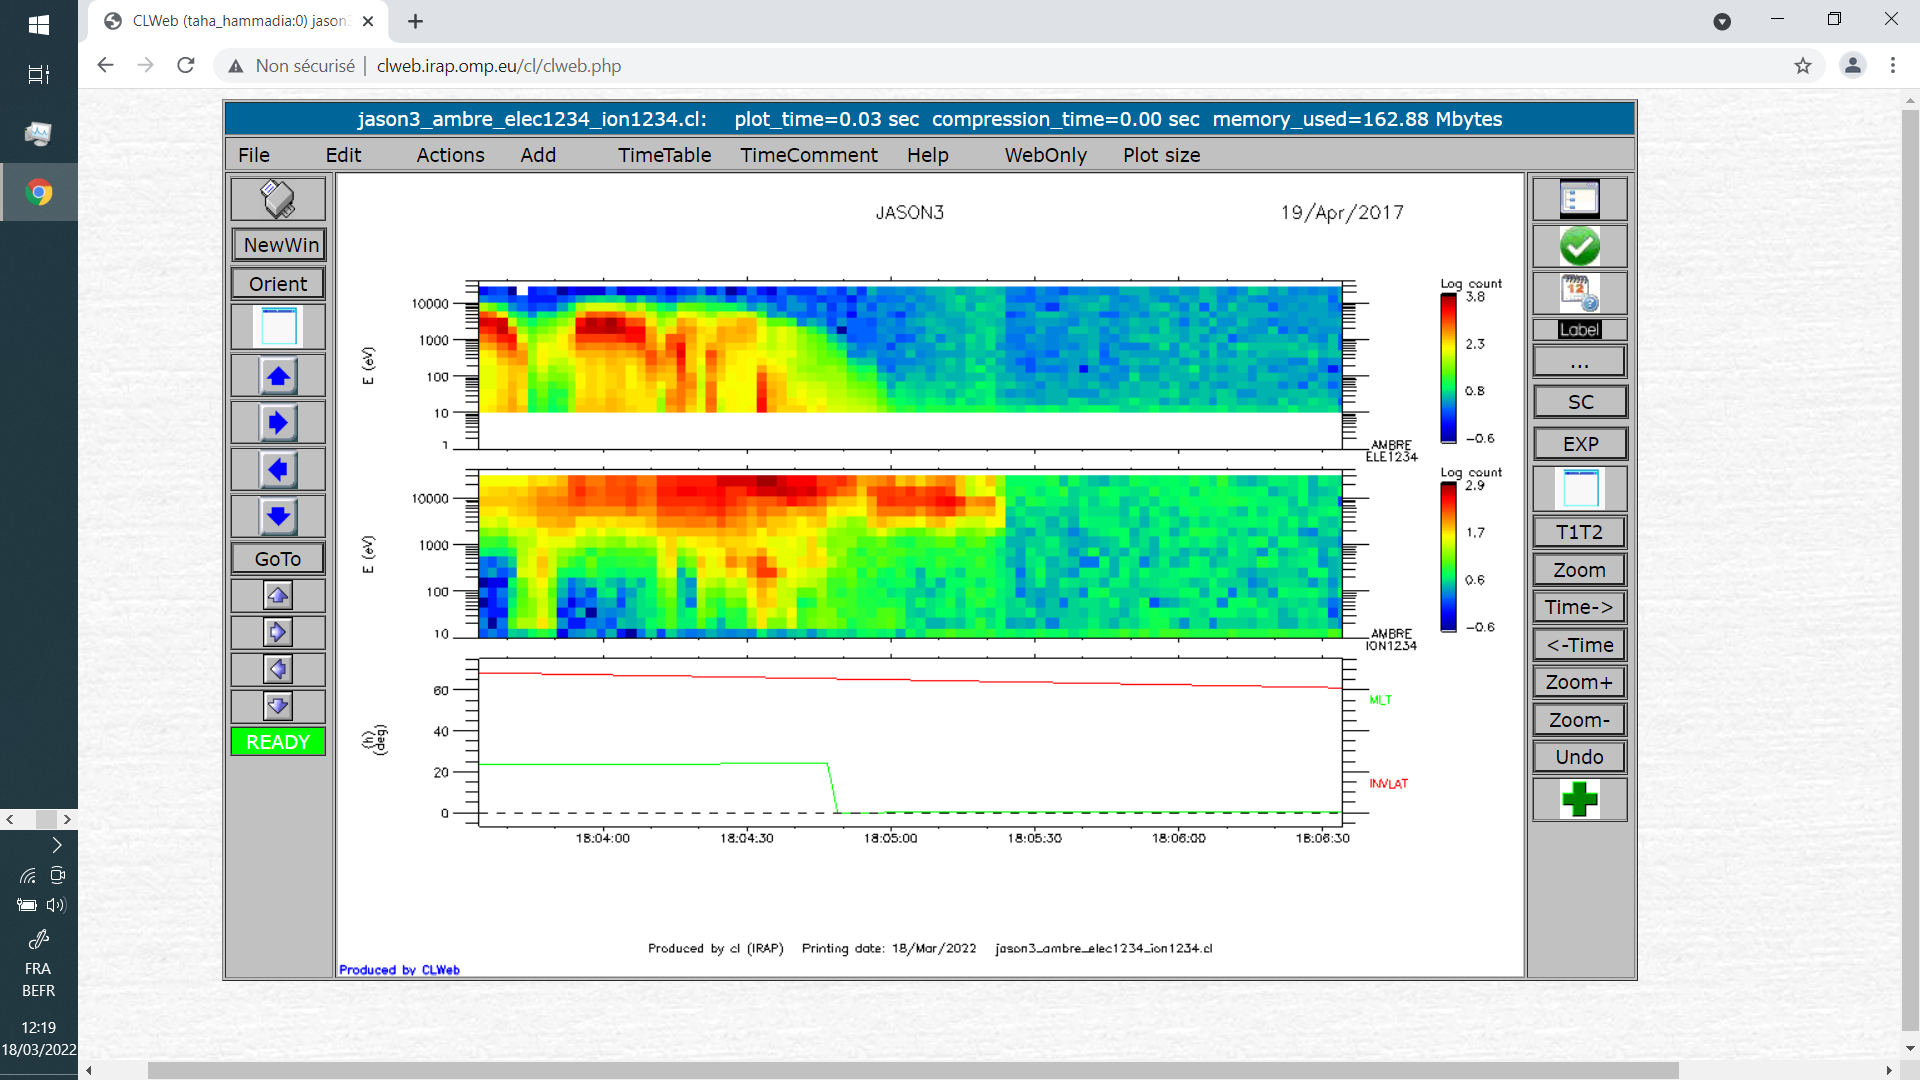 CLWeb (taha_hammadia:0) jason3
Non sécurisé | clweb.irap.omp.eu/cl/clweb.php
jason3_ambre_elec1234_ion1234.cl: plot_time=0.03 sec compression_time=0.00 sec memory_used=162.88 Mbytes
File Edit Actions Add TimeTable TimeComment Help WebOnly Plot size
NewWin
Orient
GoTo
READY
JASON3 19/Apr/2017
E (eV)
10000
1000
100
10
1
AMBRE
ELE1234
Log count
3.8
2.3
0.8
-0.6
E (eV)
10000
1000
100
10
AMBRE
ION1234
Log count
2.9
1.7
0.6
-0.6
(h)
(deg)
60
40
20
0
MLT
INVLAT
18:04:00 18:04:30 18:05:00 18:05:30 18:06:00 18:06:30
Produced by cl (IRAP) Printing date: 18/Mar/2022 jason3_ambre_elec1234_ion1234.cl
Produced by CLWeb
12
Label
...
SC
EXP
T1T2
Zoom
Time->
<-Time
Zoom+
Zoom-
Undo
FRA
BEFR
12:19
18/03/2022